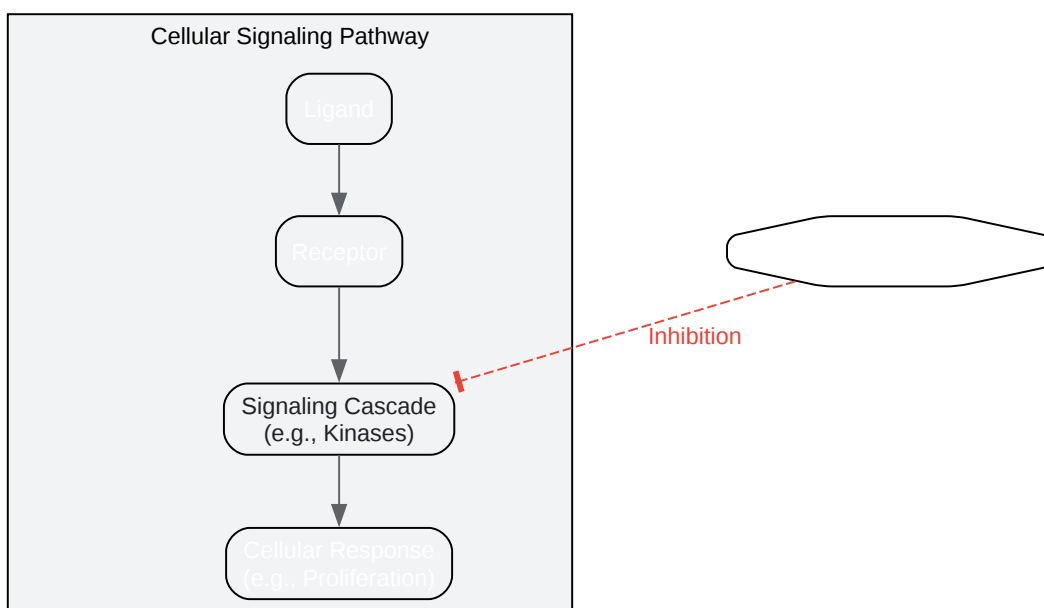 Cellular Signaling Pathway
Ligand
Receptor
Inhibition
Signaling Cascade
(e.g., Kinases)
Cellular Response
(e.g., Proliferation)